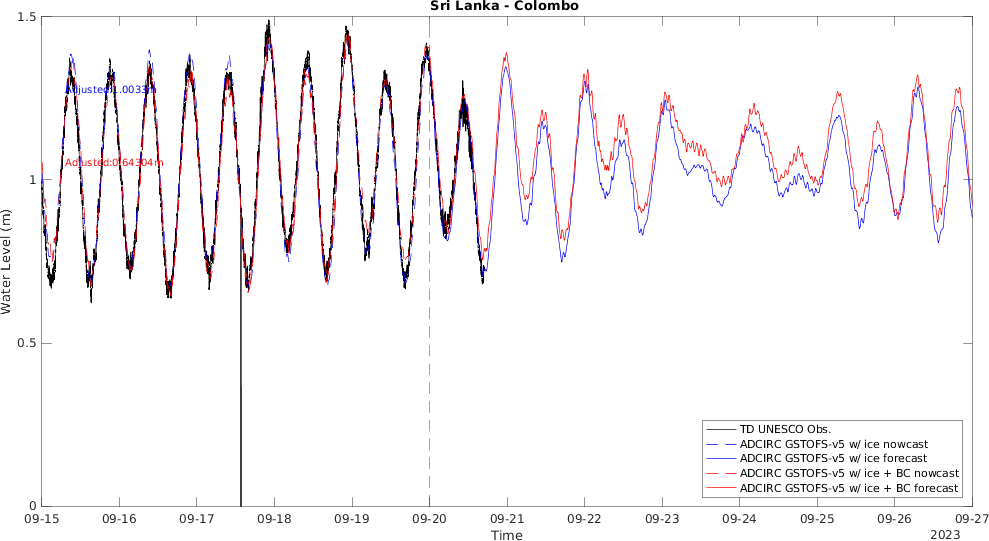 Sri Lanka - Colombo
1.5
1
0.5
0
Water Level (m)
Adjusted:1.0033m
Adjusted:0.64304m
TD UNESCO Obs.
ADCIRC GSTOFS-v5 w/ ice nowcast
ADCIRC GSTOFS-v5 w/ ice forecast
ADCIRC GSTOFS-v5 w/ ice + BC nowcast
ADCIRC GSTOFS-v5 w/ ice + BC forecast
09-15 09-16 09-17 09-18 09-19 09-20 09-21 09-22 09-23 09-24 09-25 09-26 09-27
Time
2023